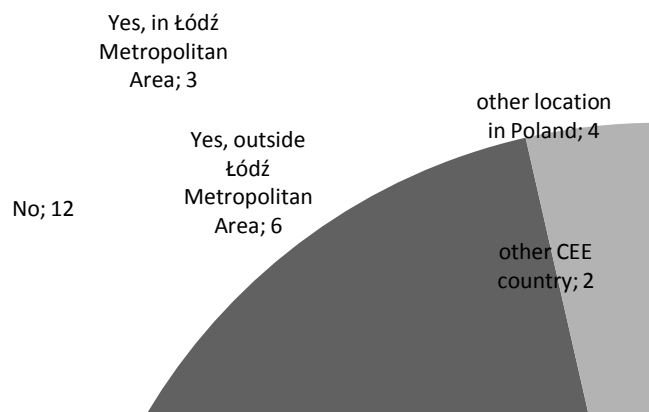 Yes, in Łódź
Metropolitan
Area; 3
other location
in Poland; 4
Yes, outside
Łódź
Metropolitan
Area; 6
No; 12
other CEE
country; 2